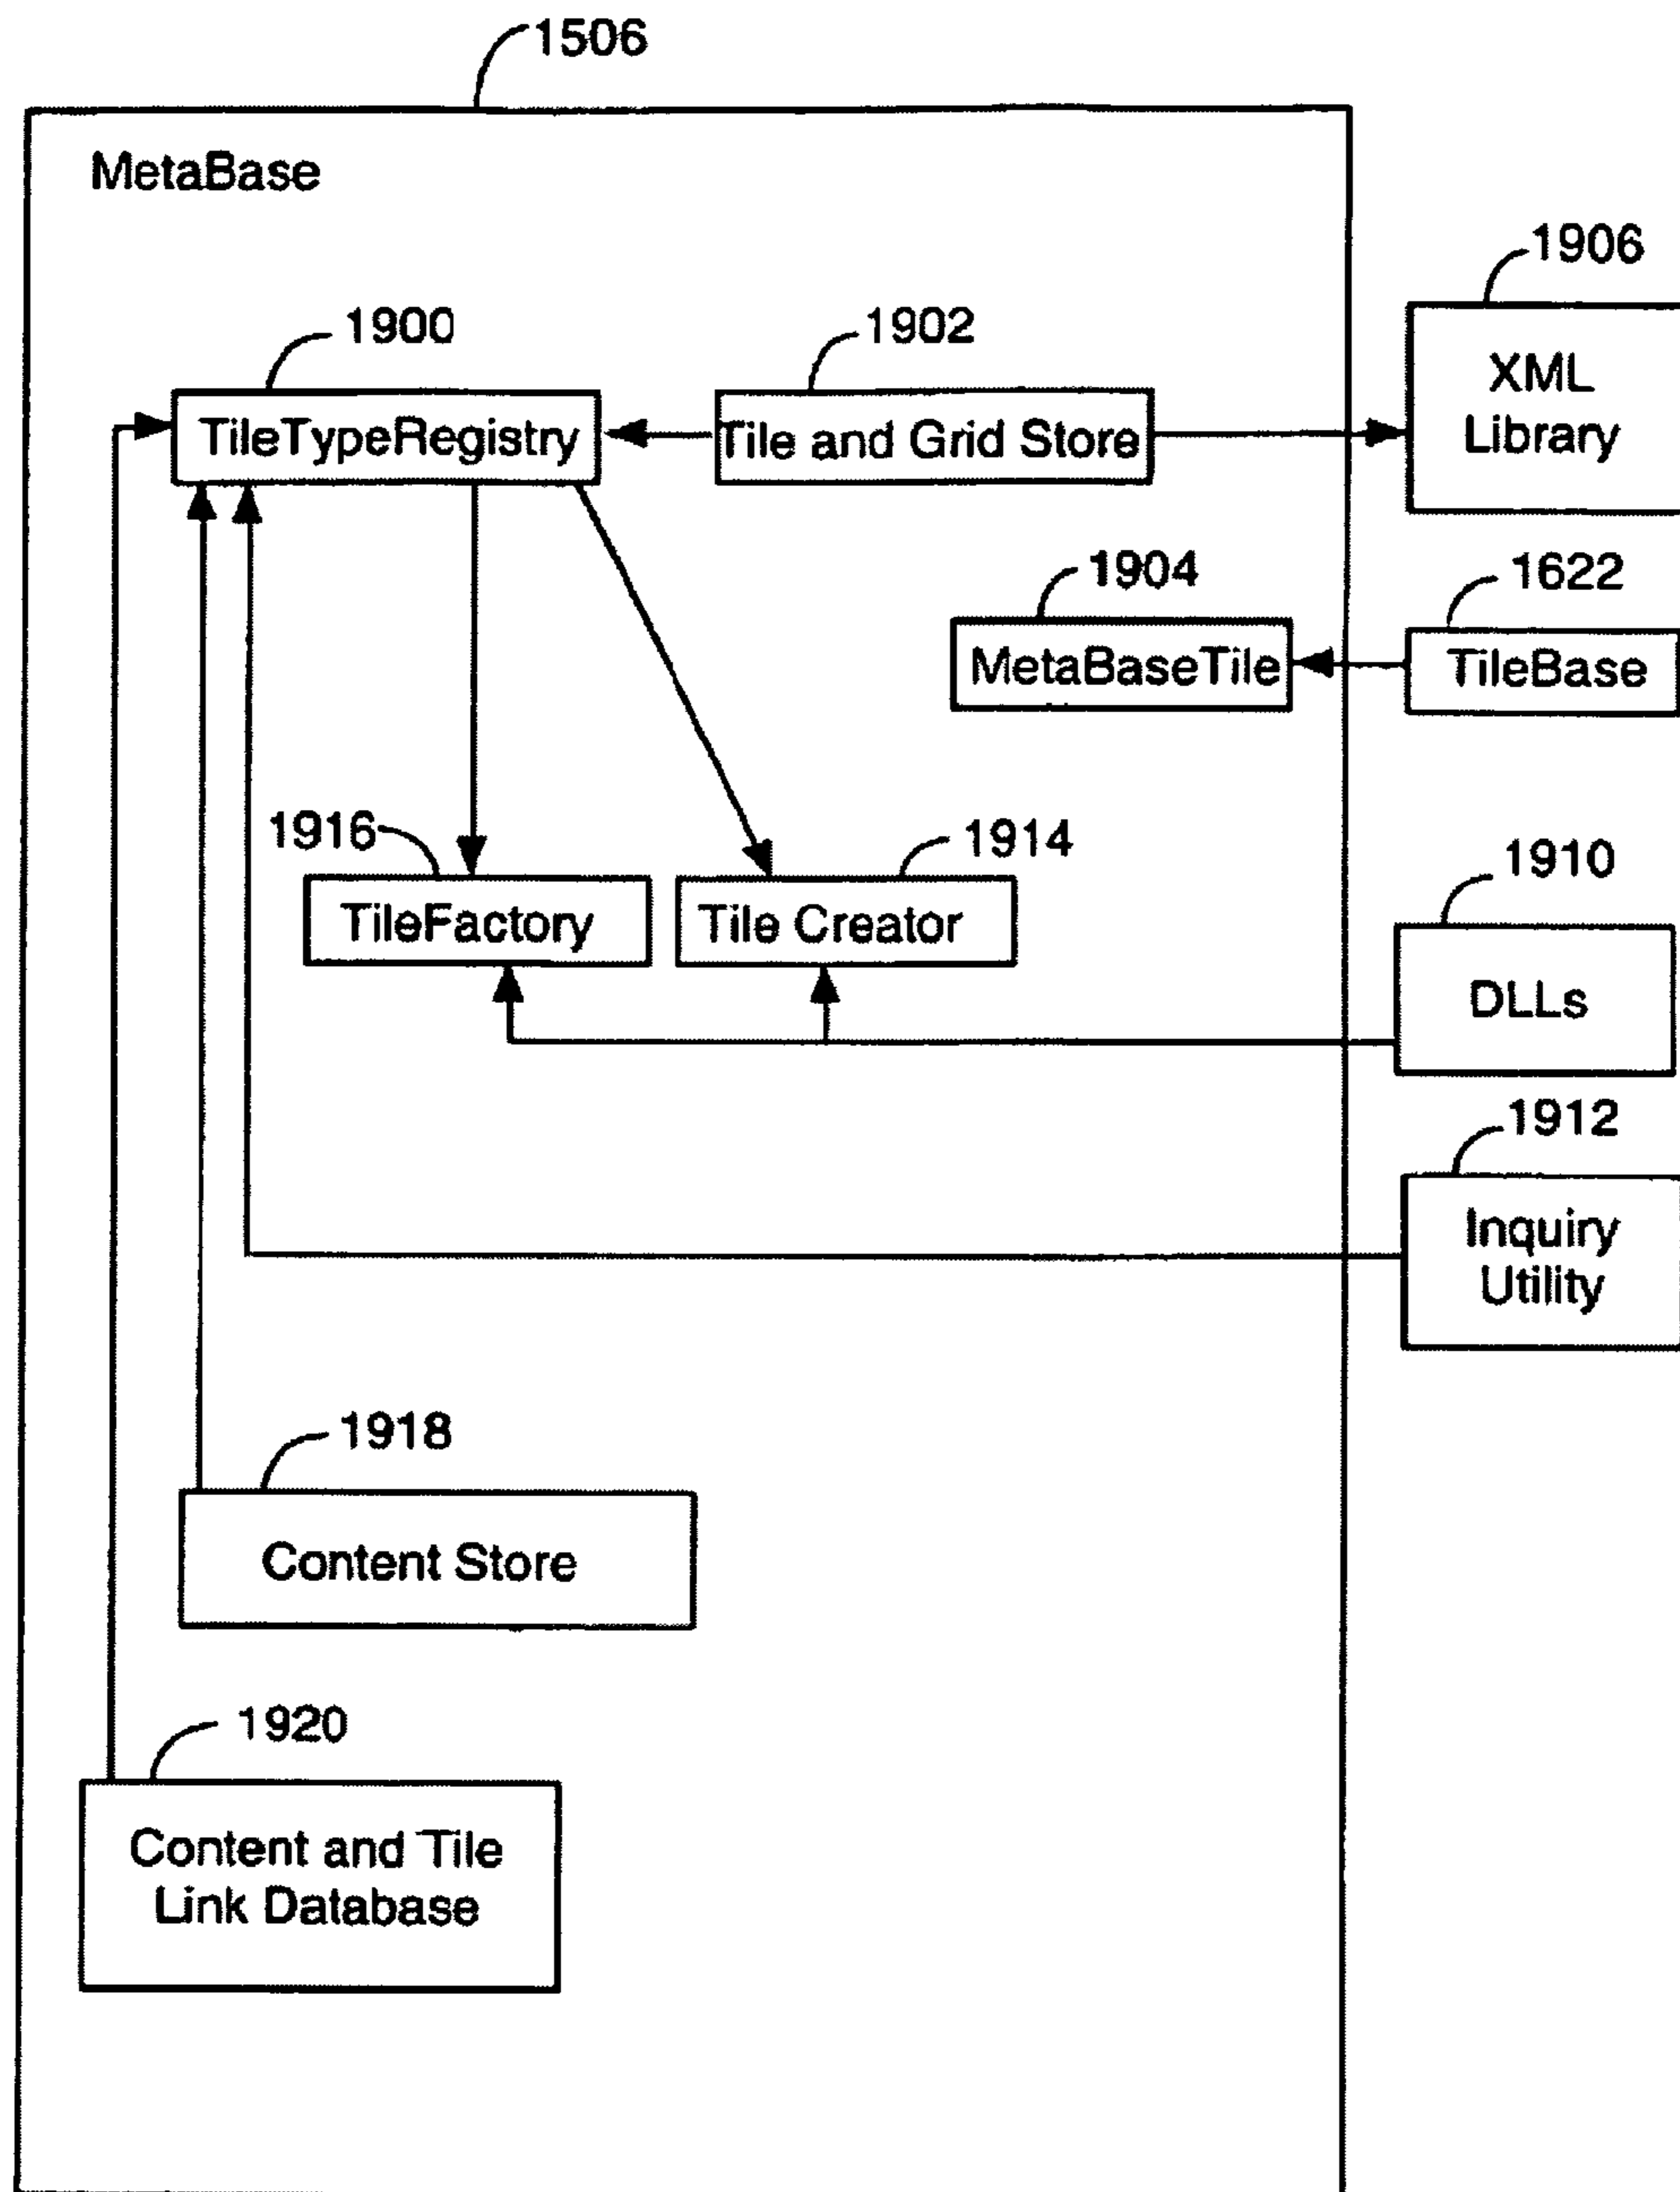 1506
MetaBase
1906
1900
1902
XML
Library
TileTypeRegistry
Tile and Grid Store
1904
1622
MetaBaseTile
TileBase
1916
1914
1910
TileFactory
Tile Creator
DLLs
1912
Inquiry
Utility
1918
Content Store
1920
Content and Tile
Link Database